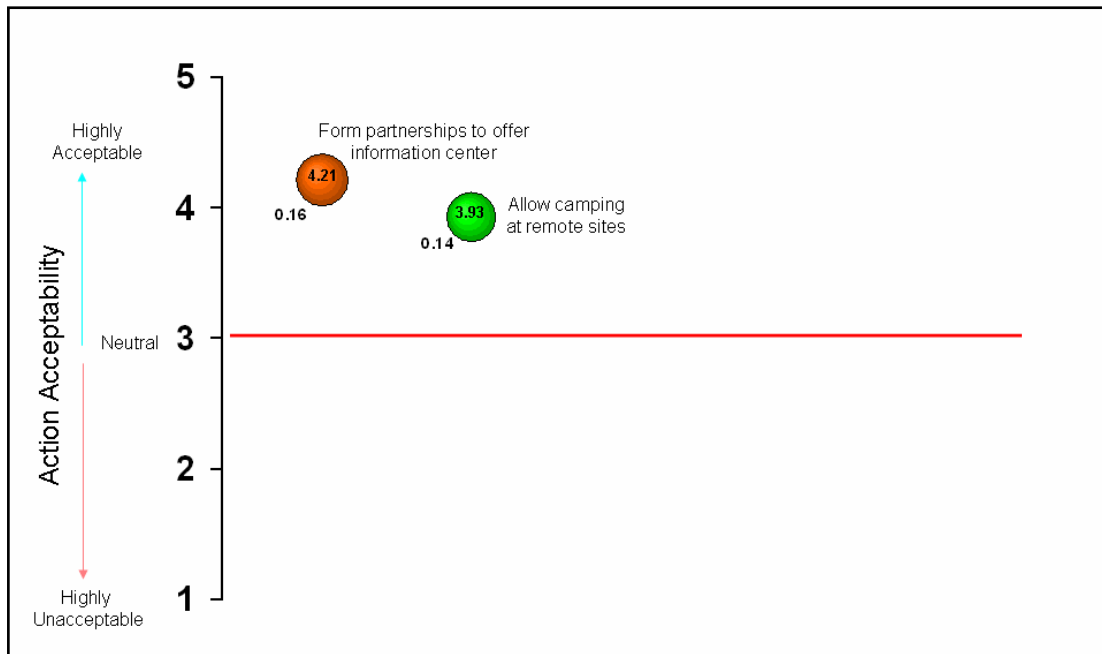 5
Highly
Acceptable
Form partnerships to offer
information center
4.21
0.16
4
3.93
0.14
Allow camping
at remote sites
Action Acceptability
Neutral
3
2
Highly
Unacceptable
1